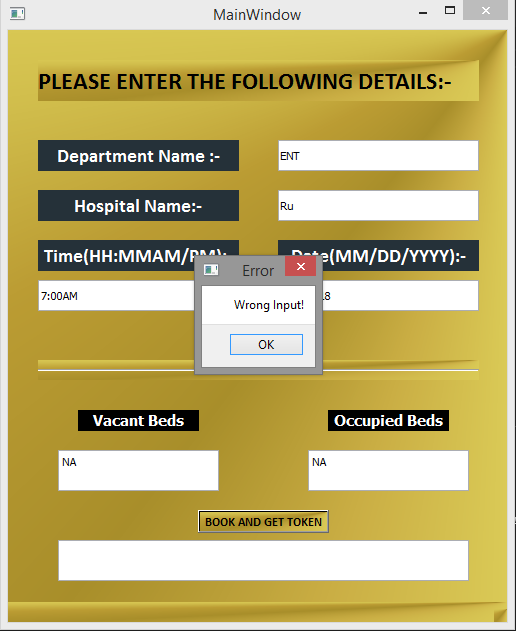 MainWindow
PLEASE ENTER THE FOLLOWING DETAILS:-
Department Name :-
ENT
Hospital Name:-
Ru
Time(HH:MMAM/PM):-
Date(MM/DD/YYYY):-
Error
7:00AM
Wrong Input!
18
OK
Vacant Beds
Occupied Beds
NA
NA
BOOK AND GET TOKEN